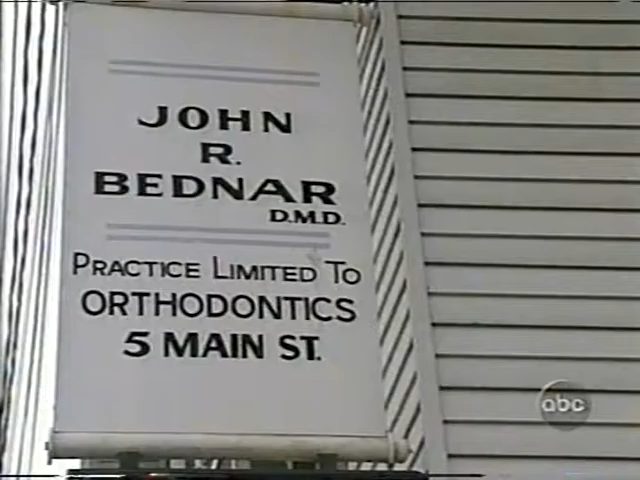 JOHN
R.
BEDNAR
D.M.D.
PRACTICE LIMITED TO
ORTHODONTICS
5 MAIN ST.
abc